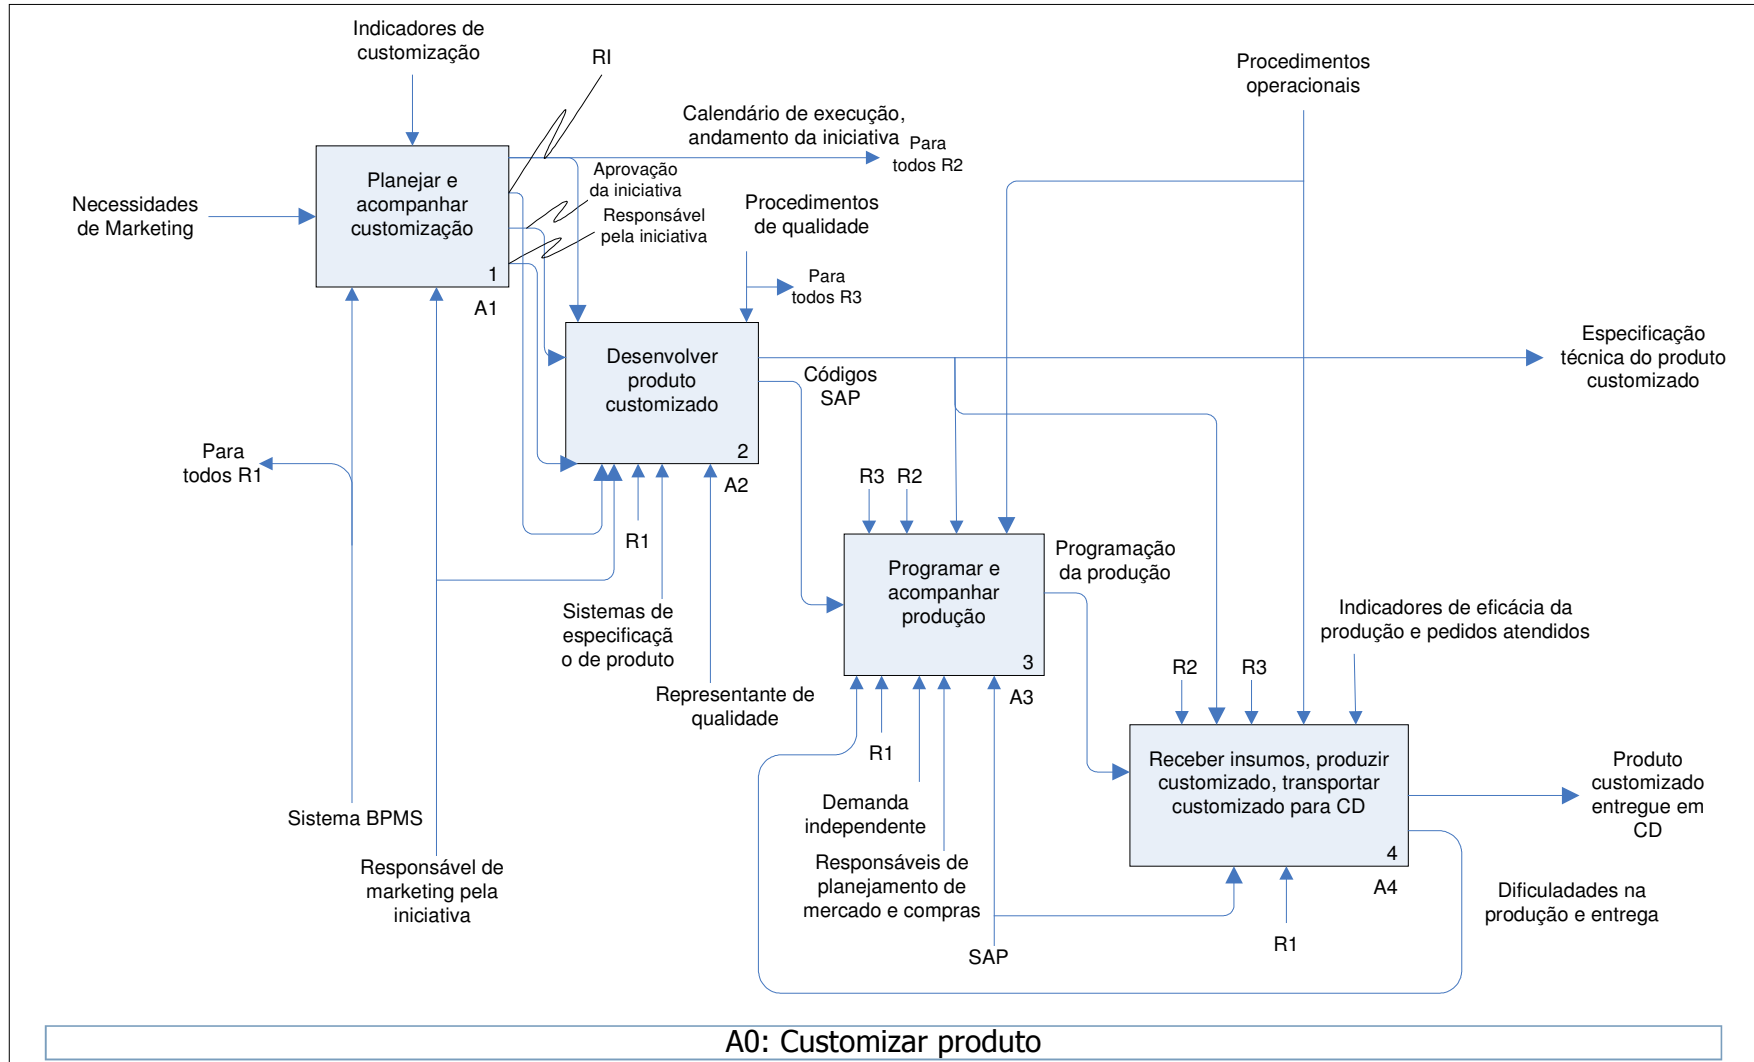 Indicadores de
customização
RI
Procedimentos
operacionais
Calendário de execução,
andamento da iniciativa
Para
todos R2
Planejar e
acompanhar
customização
1
A1
Aprovação
da iniciativa
Responsável
pela iniciativa
Necessidades
de Marketing
Procedimentos
de qualidade
Para
todos R3
Desenvolver
produto
customizado
2
A2
Códigos
SAP
Especificação
técnica do produto
customizado
Para
todos R1
R3
R2
R1
Programar e
acompanhar
produção
3
A3
Programação
da produção
Sistemas de
especificaçã
o de produto
Representante de
qualidade
Indicadores de eficácia da
produção e pedidos atendidos
R2
R3
R1
Receber insumos, produzir
customizado, transportar
customizado para CD
4
A4
Produto
customizado
entregue em
CD
Sistema BPMS
Demanda
independente
Responsável de
marketing pela
iniciativa
Responsáveis de
planejamento de
mercado e compras
SAP
R1
Dificuladades na
produção e entrega
A0: Customizar produto